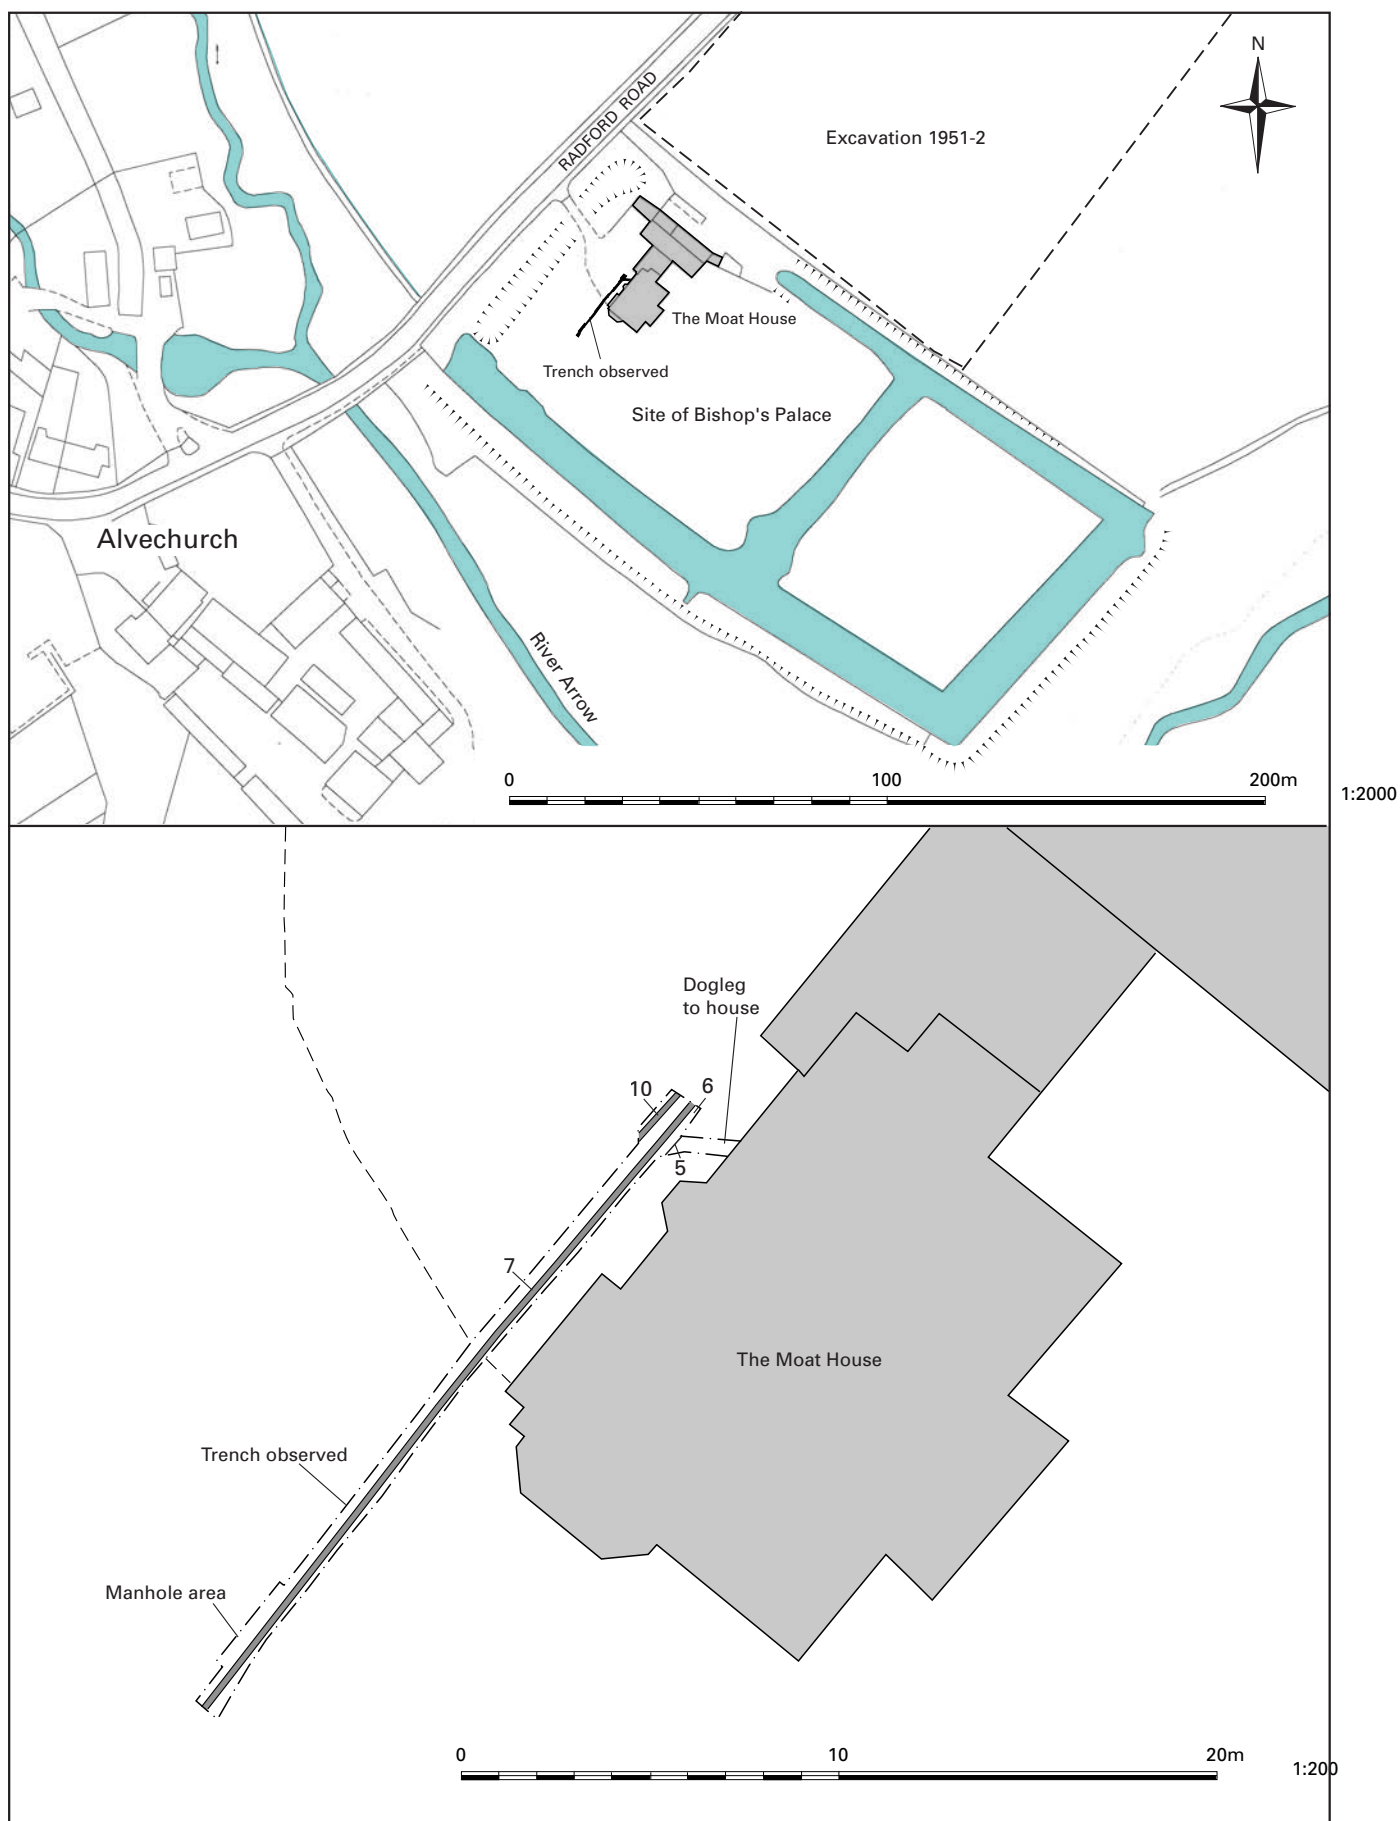 N
RADFORD ROAD
Excavation 1951-2
The Moat House
Trench observed
Site of Bishop's Palace
Alvechurch
River Arrow
0 100 200m
1:2000
Dogleg
to house
10 6
5
7
The Moat House
Trench observed
Manhole area
0 10 20m
1:200